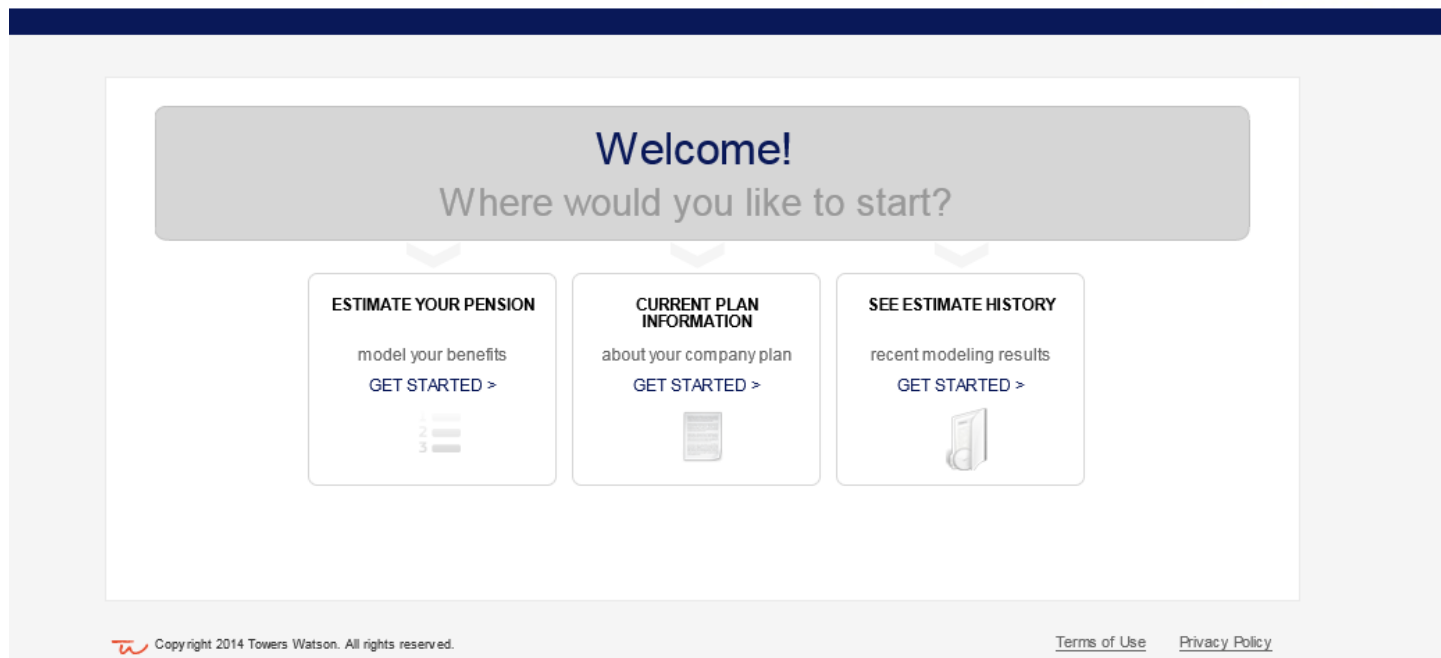 Welcome!
Where would you like to start?
ESTIMATE YOUR PENSION
model your benefits
GET STARTED >
1
2
3
CURRENT PLAN
INFORMATION
about your company plan
GET STARTED >
SEE ESTIMATE HISTORY
recent modeling results
GET STARTED >
Copyright 2014 Towers Watson. All rights reserved.
Terms of Use
Privacy Policy